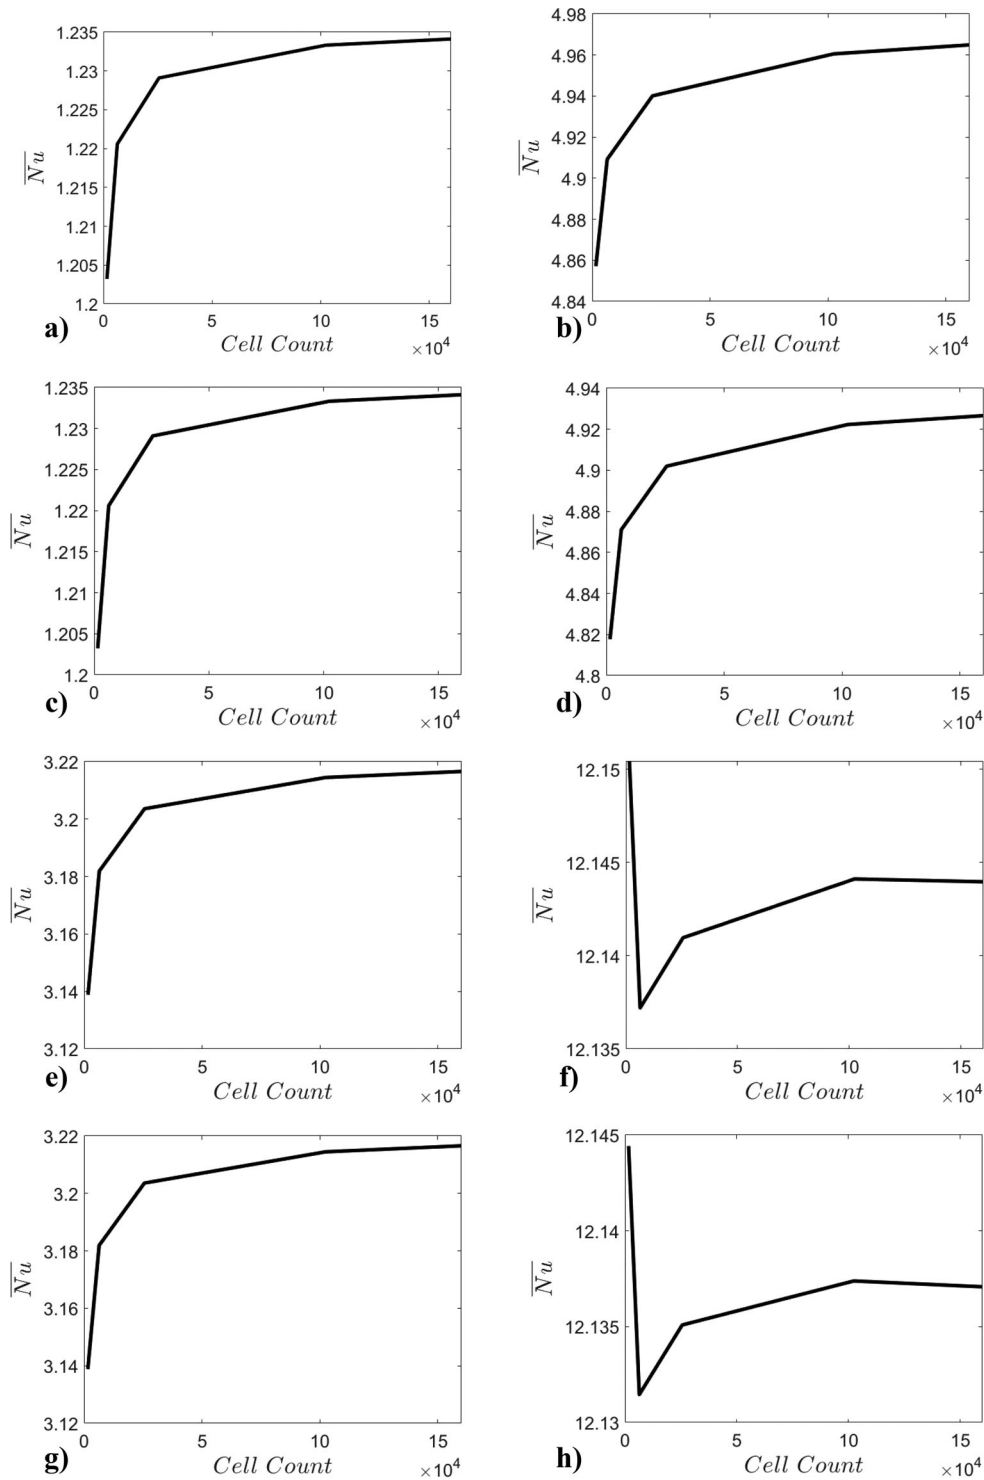 1.235
1.23
1.225
1.22
1.215
1.21
1.205
1.2
N̅u̅
0 5 10 15
×10⁴
Cell Count
a)
4.98
4.96
4.94
4.92
4.9
4.88
4.86
4.84
N̅u̅
0 5 10 15
×10⁴
Cell Count
b)
1.235
1.23
1.225
1.22
1.215
1.21
1.205
1.2
N̅u̅
0 5 10 15
×10⁴
Cell Count
c)
4.94
4.92
4.9
4.88
4.86
4.84
4.82
4.8
N̅u̅
0 5 10 15
×10⁴
Cell Count
d)
3.22
3.2
3.18
3.16
3.14
3.12
N̅u̅
0 5 10 15
×10⁴
Cell Count
e)
12.15
12.145
12.14
12.135
N̅u̅
0 5 10 15
×10⁴
Cell Count
f)
3.22
3.2
3.18
3.16
3.14
3.12
N̅u̅
0 5 10 15
×10⁴
Cell Count
g)
12.145
12.14
12.135
12.13
N̅u̅
0 5 10 15
×10⁴
Cell Count
h)